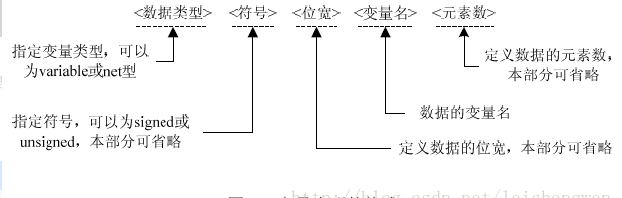 <数据类型> <符号> <位宽> <变量名> <元素数>
指定变量类型，可以
为variable或net型
定义数据的元素数，
本部分可省略
数据的变量名
指定符号，可以为signed或
unsigned，本部分可省略
定义数据的位宽，本部分可省略